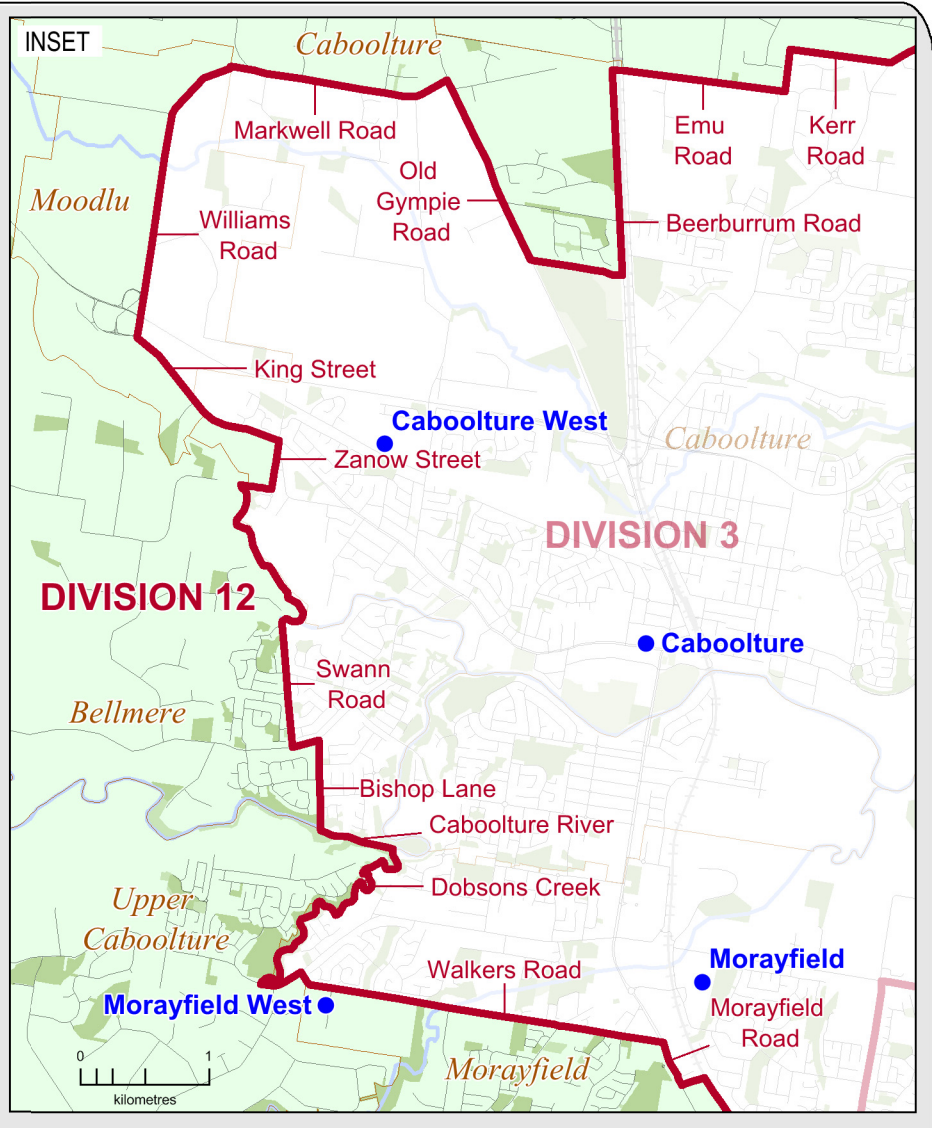 INSET
Caboolture
Markwell Road
Emu
Road
Kerr
Road
Old
Gympie
Road
Moodlu
Williams
Road
Beerburrum Road
King Street
Caboolture West
Caboolture
Zanow Street
DIVISION 3
DIVISION 12
Caboolture
Swann
Road
Bellmere
Bishop Lane
Caboolture River
Dobsons Creek
Upper
Caboolture
Walkers Road
Morayfield
Morayfield West
Morayfield
Road
Morayfield
0 1
kilometres